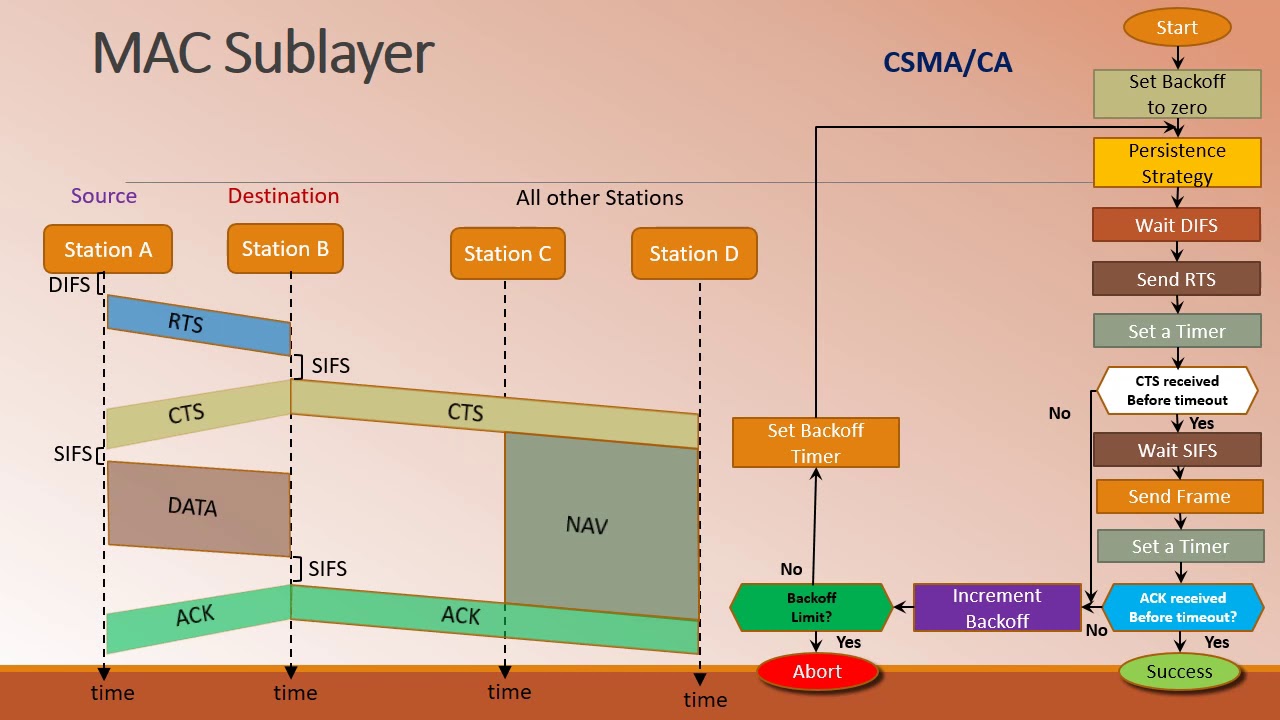 MAC Sublayer
CSMA/CA
Source
Destination
All other Stations
Station A
Station B
Station C
Station D
DIFS
RTS
SIFS
CTS
CTS
SIFS
DATA
NAV
SIFS
ACK
ACK
time
time
time
time
Start
Set Backoff
to zero
Persistence
Strategy
Wait DIFS
Send RTS
Set a Timer
CTS received
Before timeout
No
Yes
Wait SIFS
Send Frame
Set a Timer
ACK received
Before timeout?
No
Yes
Success
Increment
Backoff
Backoff
Limit?
No
Yes
Abort
Set Backoff
Timer